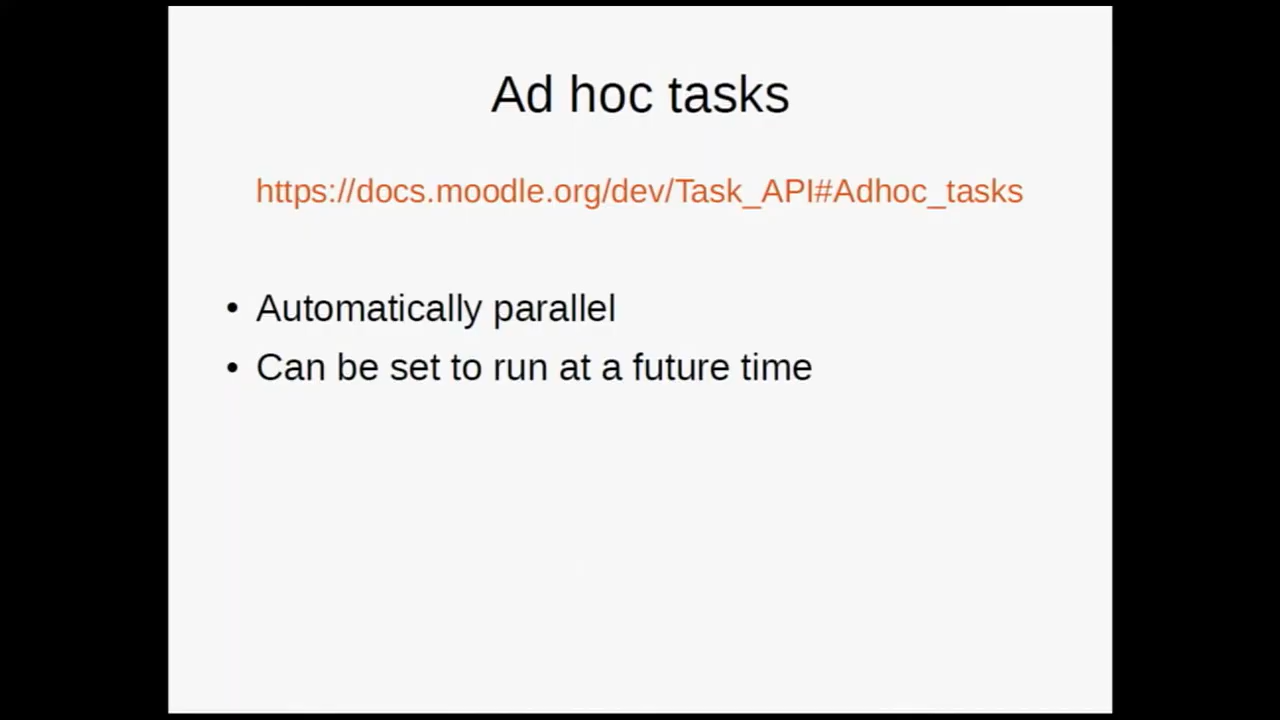 Ad hoc tasks
https://docs.moodle.org/dev/Task_API#Adhoc_tasks
• Automatically parallel
• Can be set to run at a future time